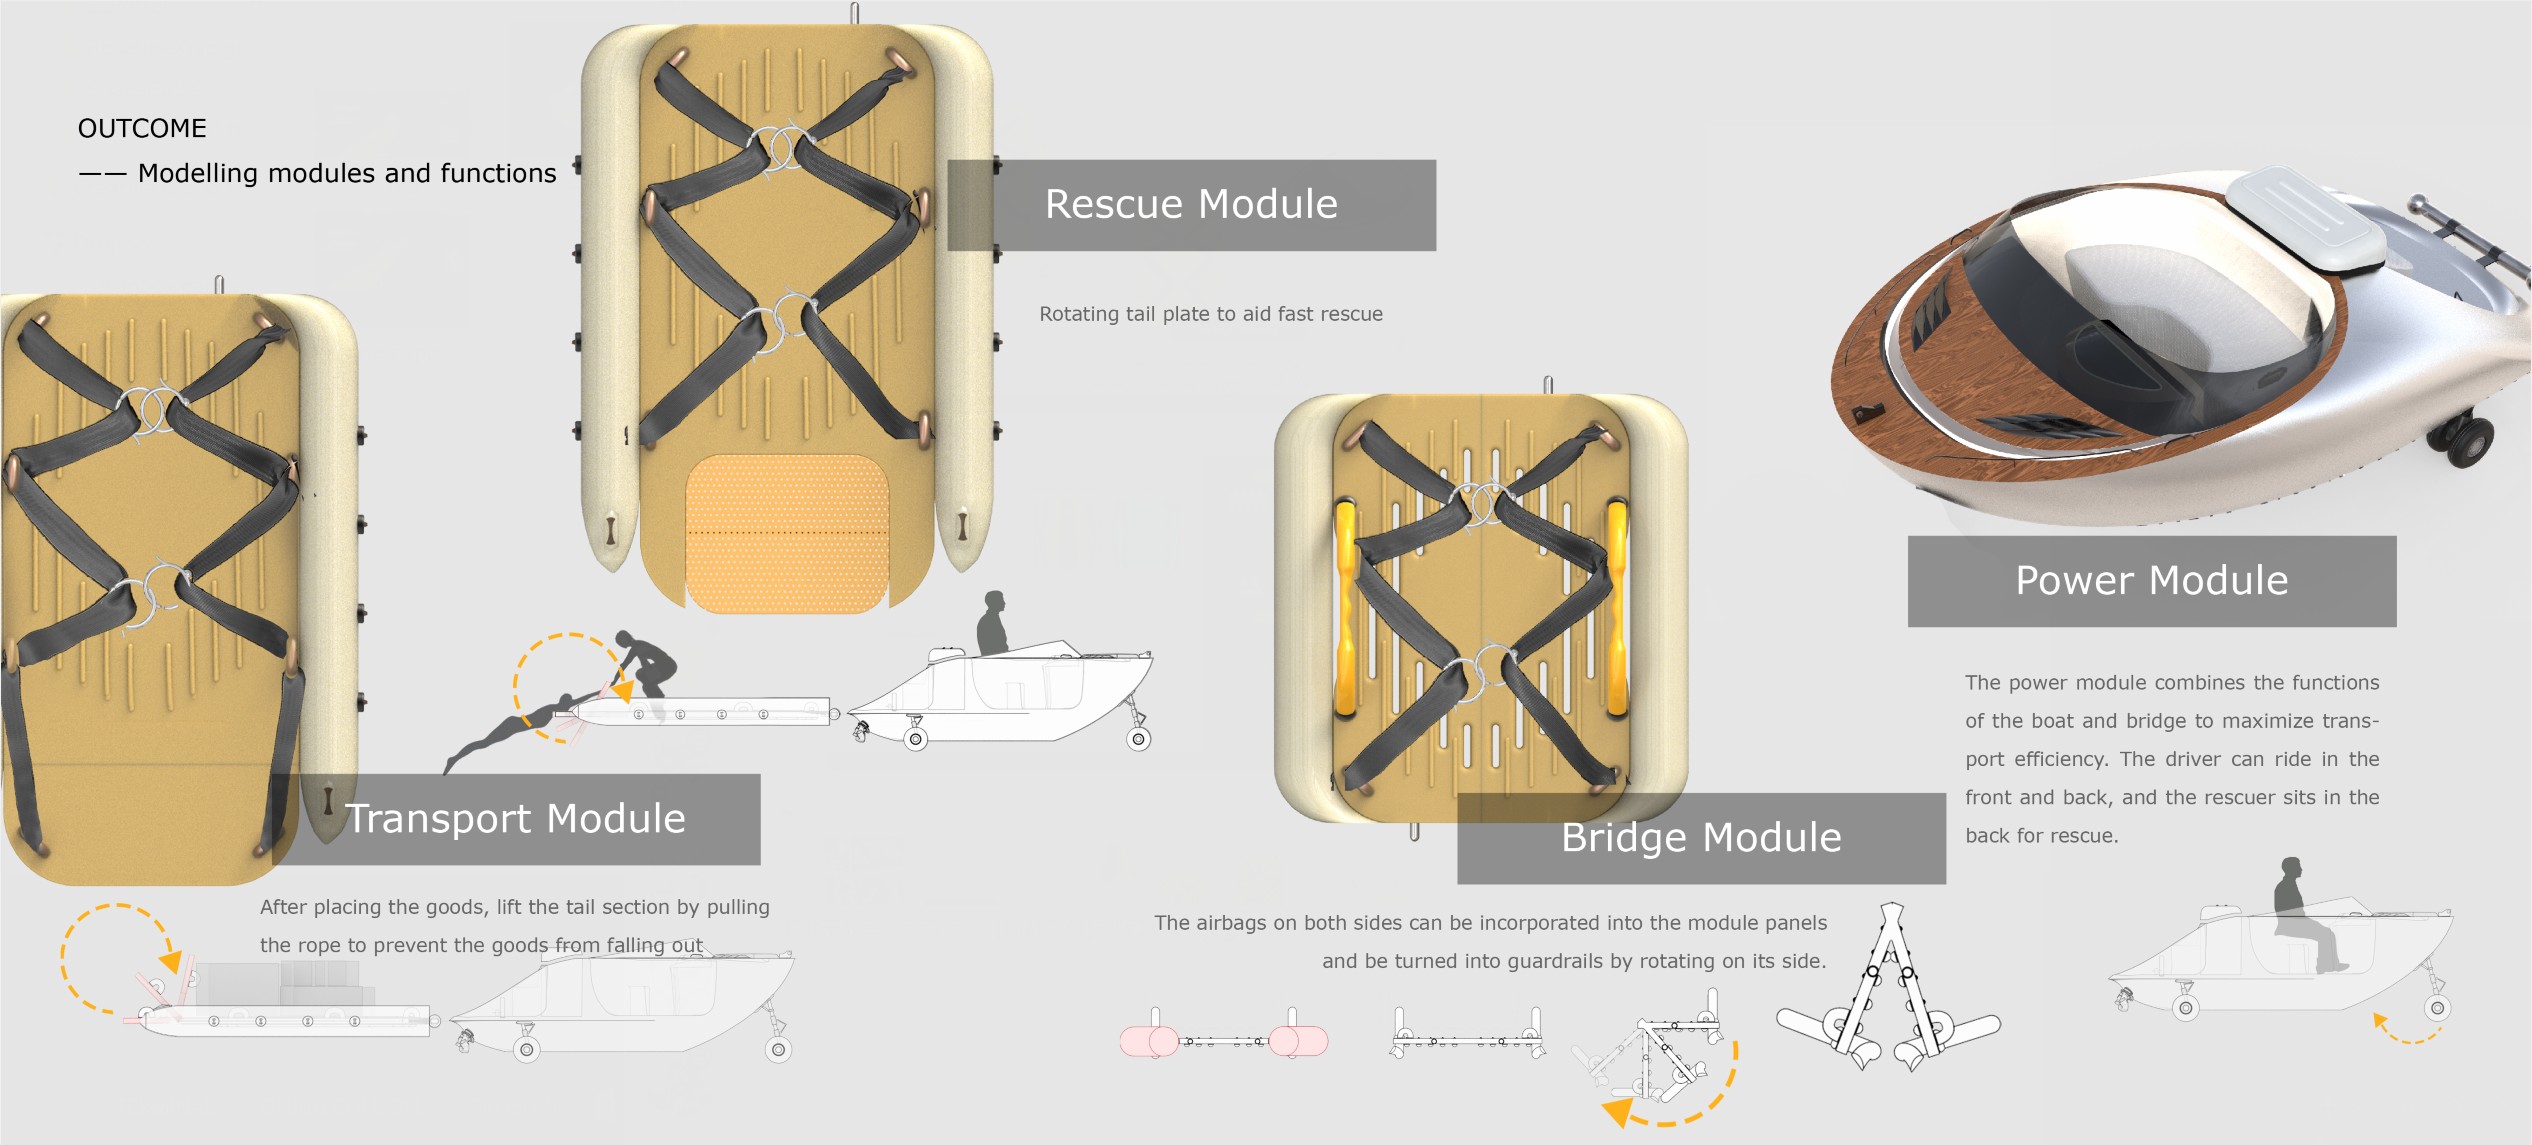 OUTCOME
—— Modelling modules and functions
Rescue Module
Rotating tail plate to aid fast rescue
Transport Module
After placing the goods, lift the tail section by pulling
the rope to prevent the goods from falling out
Bridge Module
The airbags on both sides can be incorporated into the module panels
and be turned into guardrails by rotating on its side.
Power Module
The power module combines the functions
of the boat and bridge to maximize trans-
port efficiency. The driver can ride in the
front and back, and the rescuer sits in the
back for rescue.